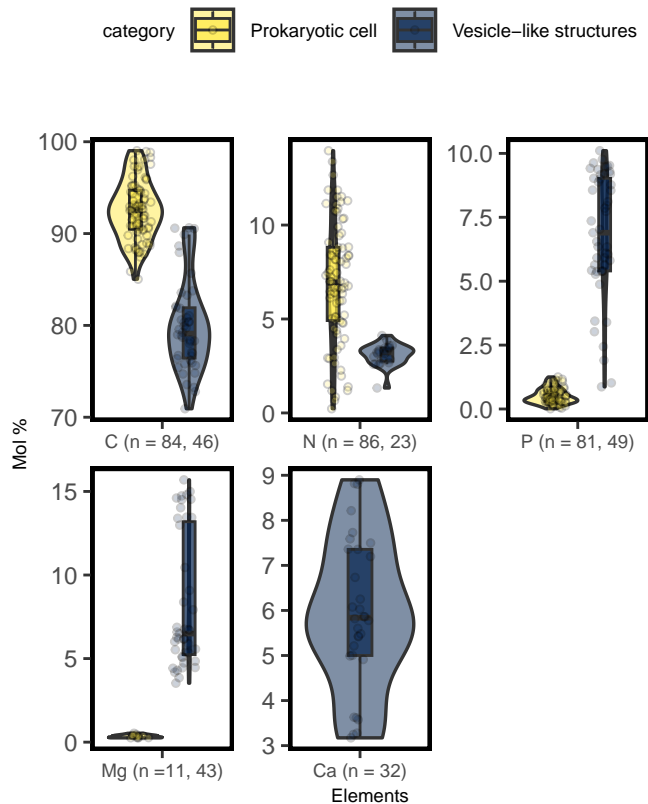 category Prokaryotic cell Vesicle−like structures
Mol %
100
90
80
70
C (n = 84, 46)
10
5
0
N (n = 86, 23)
10.0
7.5
5.0
2.5
0.0
P (n = 81, 49)
15
10
5
0
Mg (n =11, 43)
9
8
7
6
5
4
3
Ca (n = 32)
Elements